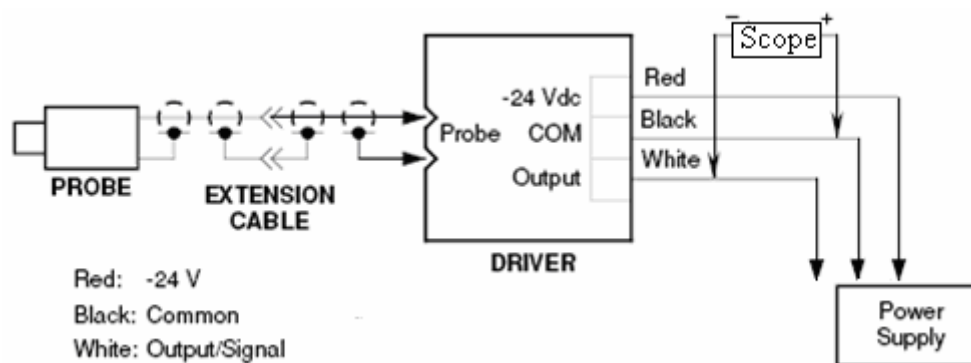 − Scope +
Red
-24 Vdc
Black
Probe COM
White
Output
PROBE
EXTENSION
CABLE
DRIVER
Red: -24 V
Black: Common
White: Output/Signal
Power
Supply